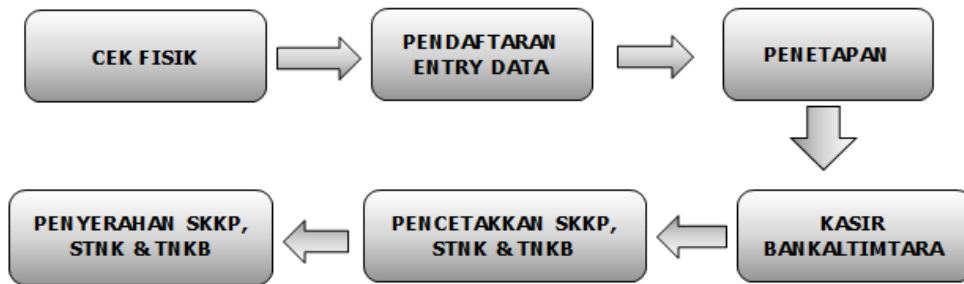 CEK FISIK
PENDAFTARAN
ENTRY DATA
PENETAPAN
KASIR
BANKALTIMTARA
PENCETAKKAN SKKP,
STNK & TNKB
PENYERAHAN SKKP,
STNK & TNKB